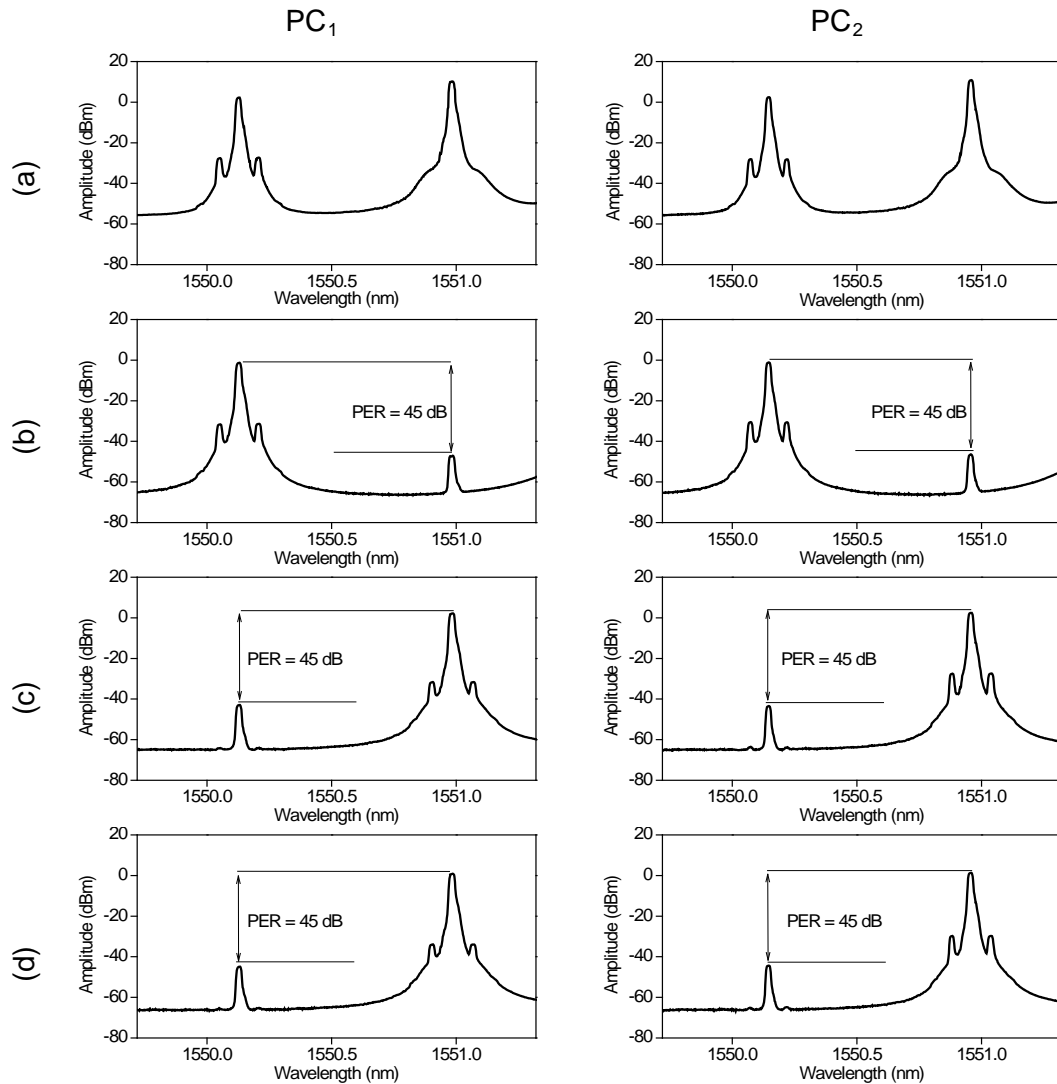 PC1 PC2
(a)
20 20
0 0
-20 -20
-40 -40
-60 -60
-80 -80
Amplitude (dBm) Amplitude (dBm)
1550.0 1550.5 1551.0 1550.0 1550.5 1551.0
Wavelength (nm) Wavelength (nm)
(b)
20 20
0 0
-20 -20
PER = 45 dB PER = 45 dB
-40 -40
-60 -60
-80 -80
Amplitude (dBm) Amplitude (dBm)
1550.0 1550.5 1551.0 1550.0 1550.5 1551.0
Wavelength (nm) Wavelength (nm)
(c)
20 20
0 0
-20 -20
PER = 45 dB PER = 45 dB
-40 -40
-60 -60
-80 -80
Amplitude (dBm) Amplitude (dBm)
1550.0 1550.5 1551.0 1550.0 1550.5 1551.0
Wavelength (nm) Wavelength (nm)
(d)
20 20
0 0
-20 -20
PER = 45 dB PER = 45 dB
-40 -40
-60 -60
-80 -80
Amplitude (dBm) Amplitude (dBm)
1550.0 1550.5 1551.0 1550.0 1550.5 1551.0
Wavelength (nm) Wavelength (nm)